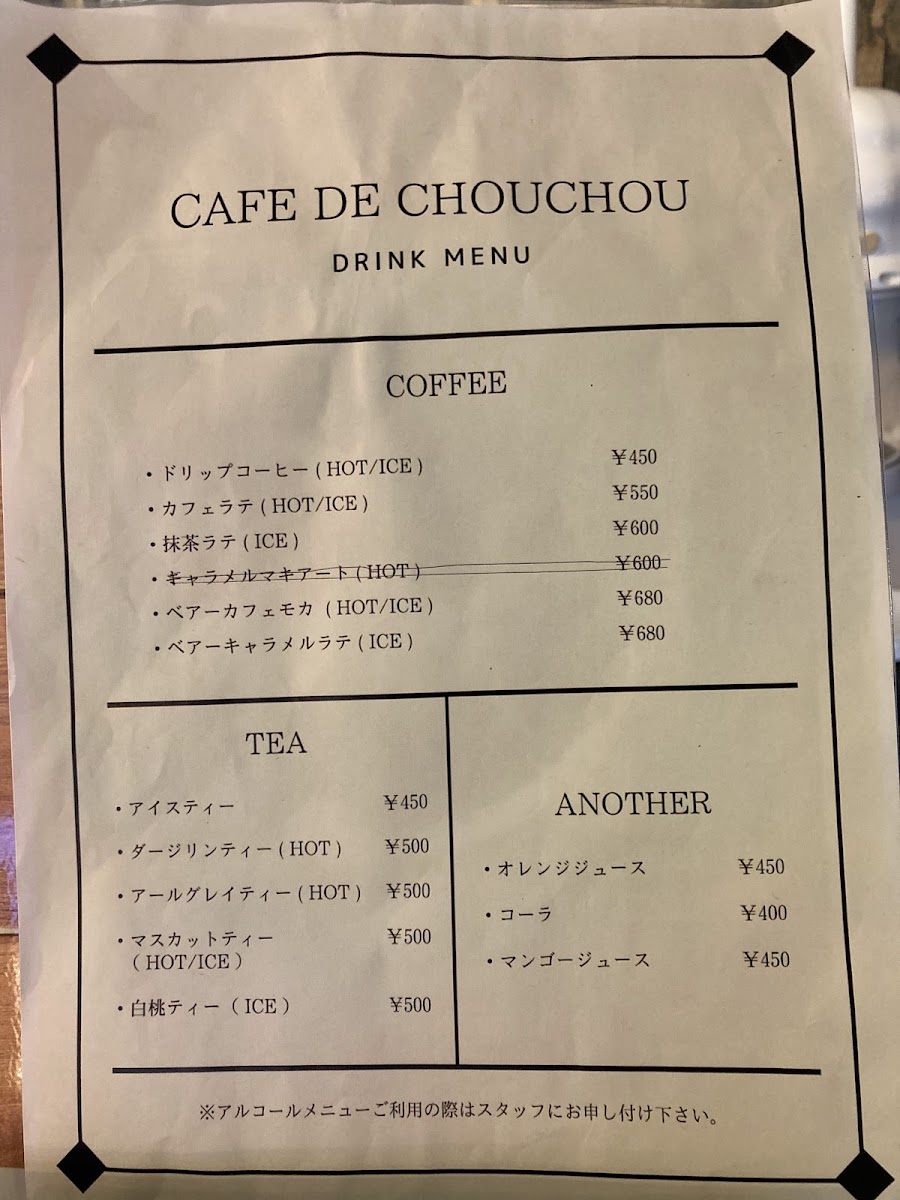 CAFE DE CHOUCHOU
DRINK MENU
COFFEE
・ドリップコーヒー ( HOT/ICE ) ¥450
・カフェラテ ( HOT/ICE ) ¥550
・抹茶ラテ ( ICE ) ¥600
・キャラメルマキアート ( HOT ) ¥600
・ベアーカフェモカ ( HOT/ICE ) ¥680
・ベアーキャラメルラテ ( ICE ) ¥680
TEA
・アイスティー ¥450
・ダージリンティー ( HOT ) ¥500
・アールグレイティー ( HOT ) ¥500
・マスカットティー ¥500
( HOT/ICE )
・白桃ティー ( ICE ) ¥500
ANOTHER
・オレンジジュース ¥450
・コーラ ¥400
・マンゴージュース ¥450
※アルコールメニューご利用の際はスタッフにお申し付け下さい。